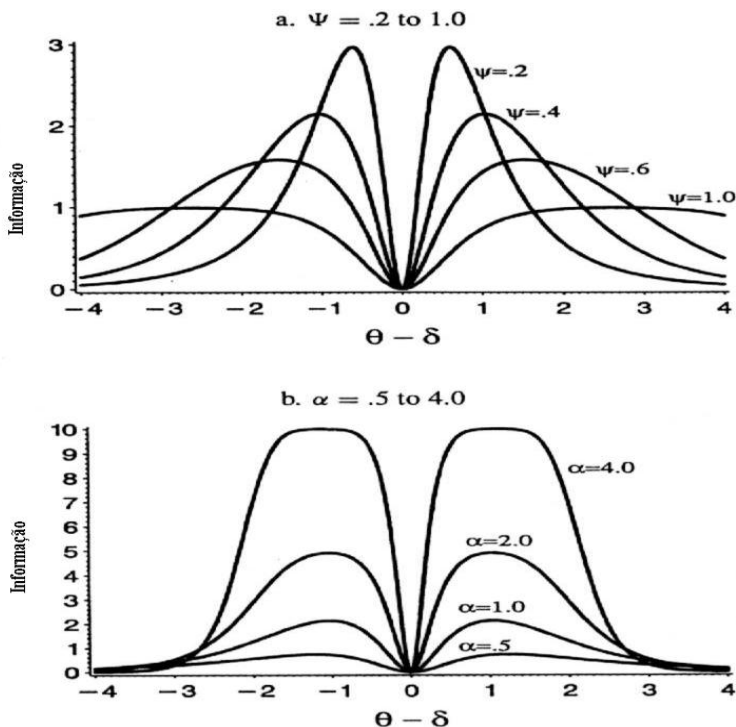 a. Ψ = .2 to 1.0
3
2
1
0
Informação
ψ=.2
ψ=.4
ψ=.6
ψ=1.0
−4 −3 −2 −1 0 1 2 3 4
θ − δ
b. α = .5 to 4.0
10
9
8
7
6
5
4
3
2
1
0
Informação
α=4.0
α=2.0
α=1.0
α=.5
−4 −3 −2 −1 0 1 2 3 4
θ − δ